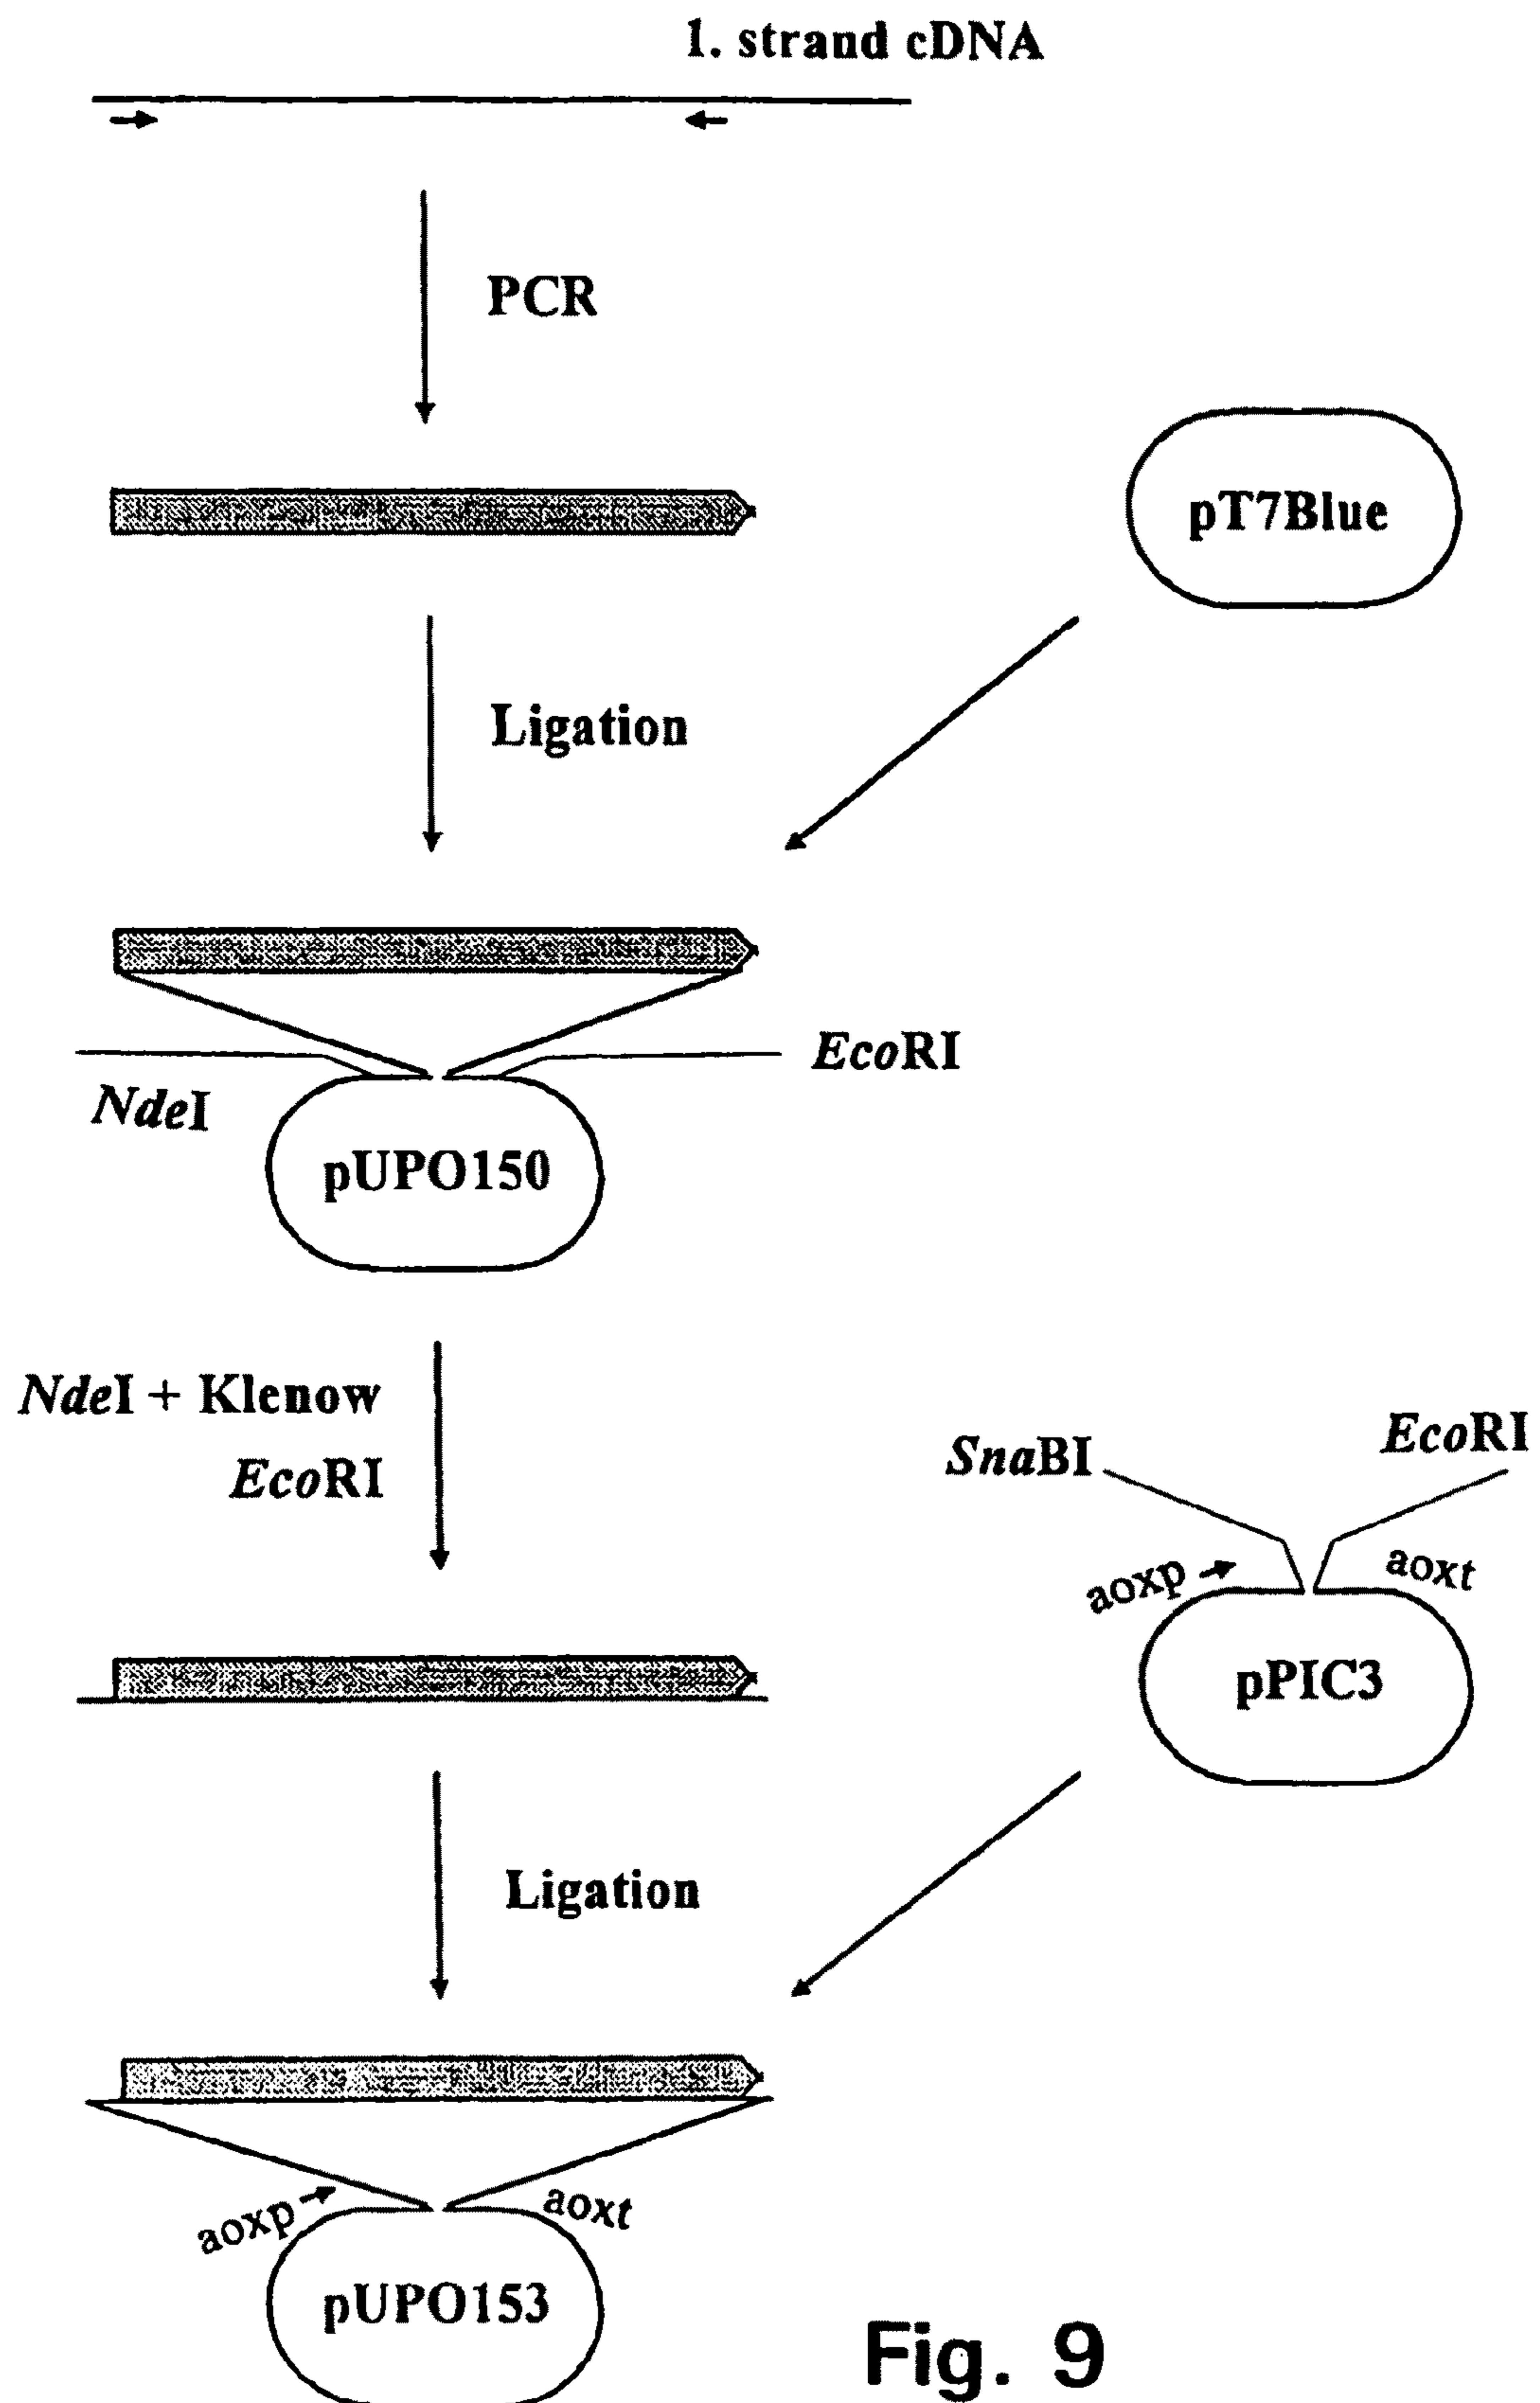 1. strand cDNA
PCR
pT7Blue
Ligation
EcoRI
NdeI
pUPO150
NdeI + Klenow
EcoRI
SnaBI
EcoRI
aoxp
aoxt
pPIC3
Ligation
aoxp
aoxt
pUPO153
Fig. 9